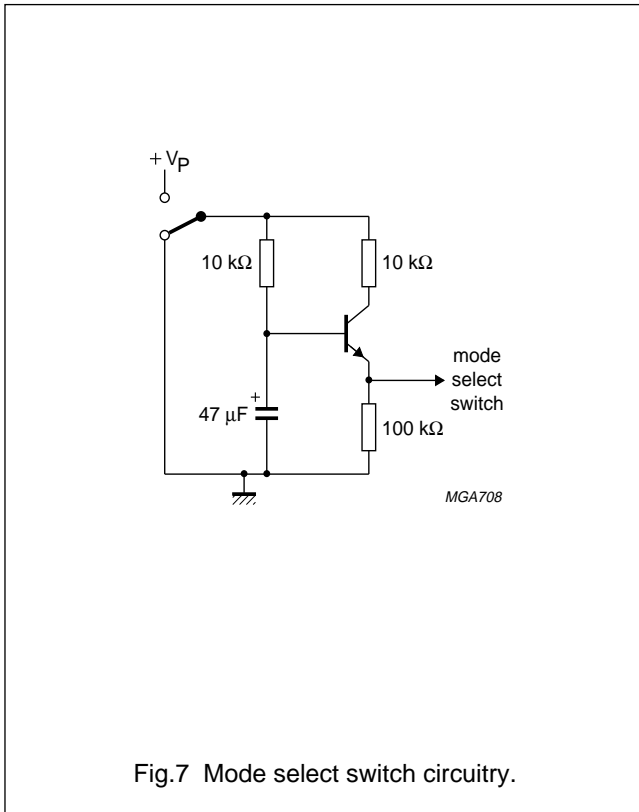 + VP
10 kΩ
10 kΩ
mode
select
switch
+
47 μF
100 kΩ
MGA708
Fig.7 Mode select switch circuitry.